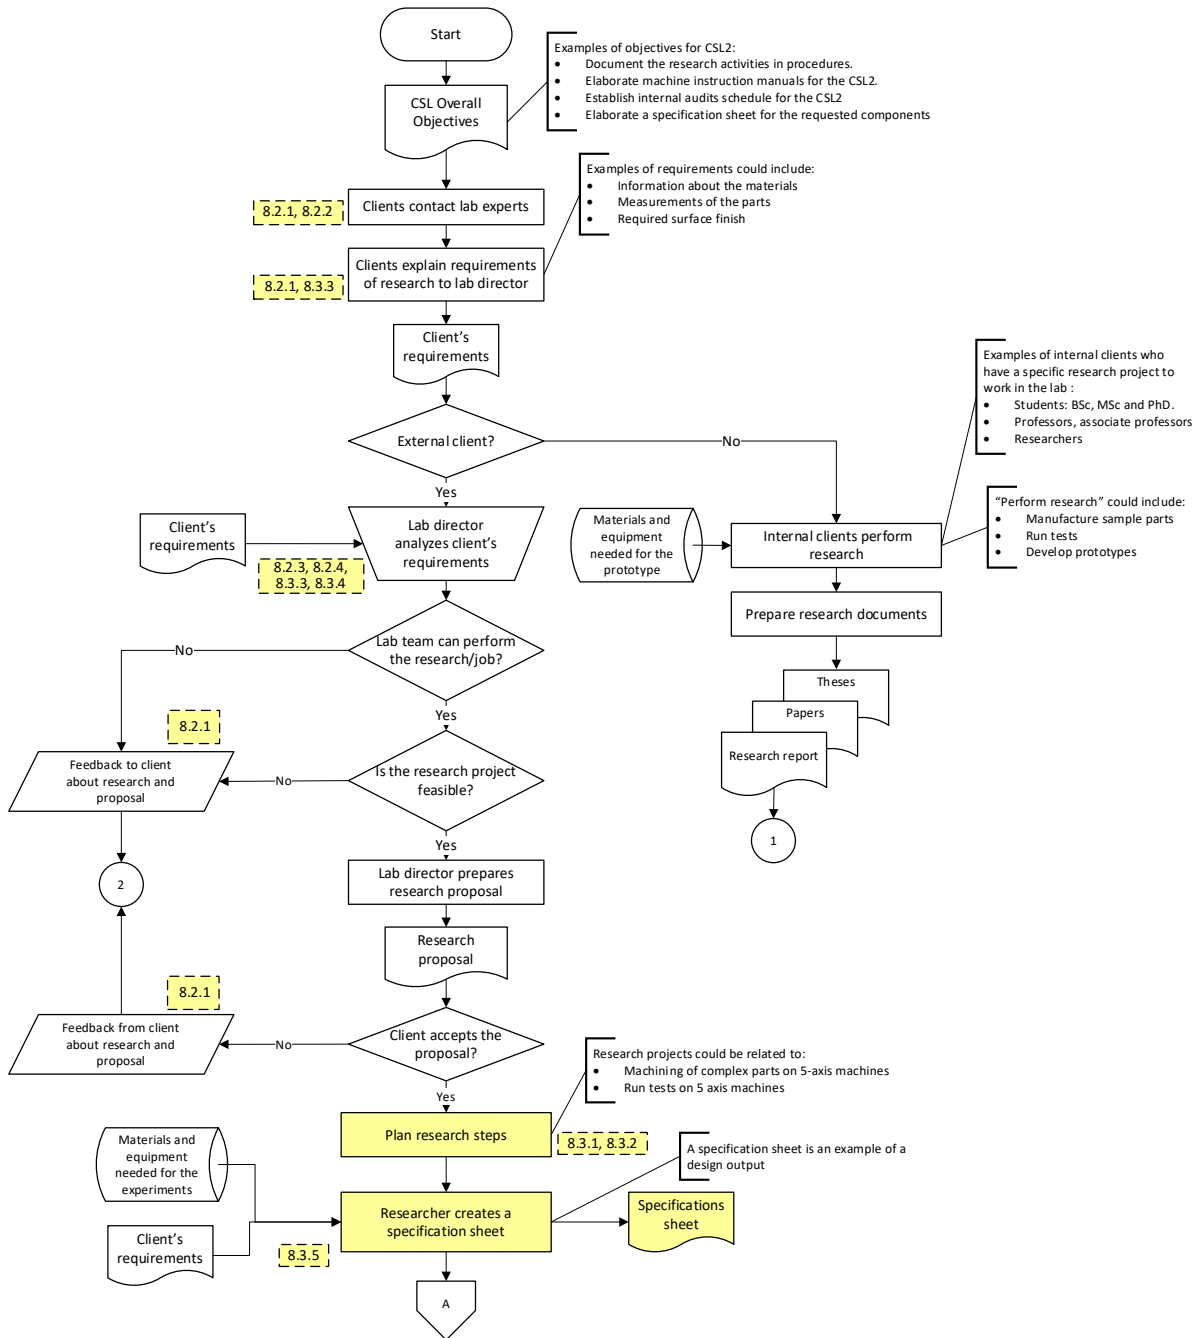 Start
Examples of objectives for CSL2:
• Document the research activities in procedures.
• Elaborate machine instruction manuals for the CSL2.
• Establish internal audits schedule for the CSL2
• Elaborate a specification sheet for the requested components
CSL Overall
Objectives
Examples of requirements could include:
• Information about the materials
• Measurements of the parts
• Required surface finish
8.2.1, 8.2.2
Clients contact lab experts
8.2.1, 8.3.3
Clients explain requirements
of research to lab director
Client's
requirements
Examples of internal clients who
have a specific research project to
work in the lab :
• Students: BSc, MSc and PhD.
• Professors, associate professors
• Researchers
External client?
No
Yes
"Perform research" could include:
• Manufacture sample parts
• Run tests
• Develop prototypes
Client's
requirements
Lab director
analyzes client's
requirements
8.2.3, 8.2.4,
8.3.3, 8.3.4
Materials and
equipment
needed for the
prototype
Internal clients perform
research
Prepare research documents
Lab team can perform
the research/job?
No
Yes
Theses
Papers
Research report
1
8.2.1
Feedback to client
about research and
proposal
No
Is the research project
feasible?
Yes
2
Lab director prepares
research proposal
Research
proposal
8.2.1
Feedback from client
about research and
proposal
No
Client accepts the
proposal?
Yes
Research projects could be related to:
• Machining of complex parts on 5-axis machines
• Run tests on 5 axis machines
Plan research steps
8.3.1, 8.3.2
A specification sheet is an example of a
design output
Materials and
equipment
needed for the
experiments
Researcher creates a
specification sheet
Specifications
sheet
Client's
requirements
8.3.5
A